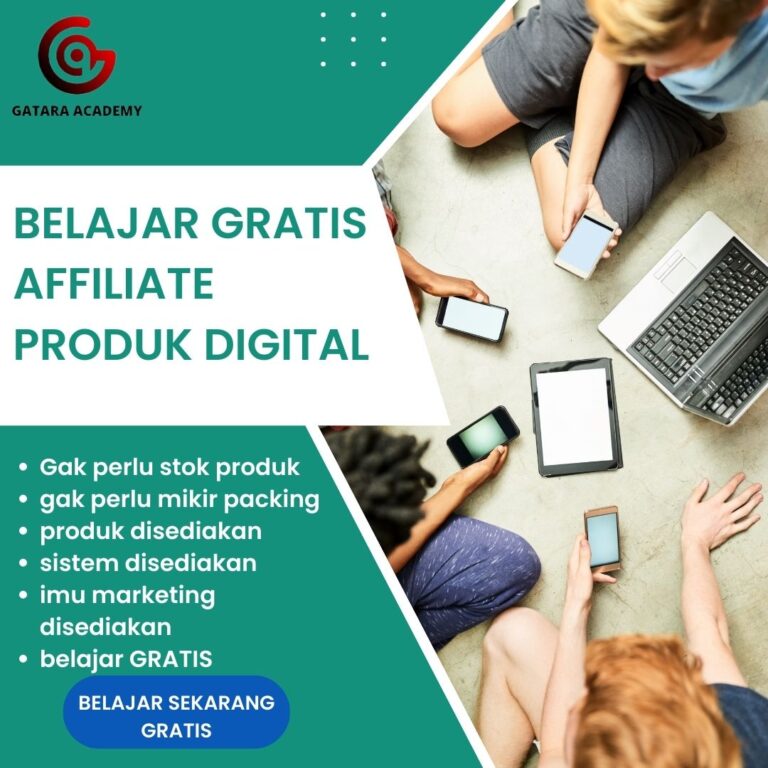 GATARA ACADEMY
BELAJAR GRATIS
AFFILIATE
PRODUK DIGITAL
• Gak perlu stok produk
• gak perlu mikir packing
• produk disediakan
• sistem disediakan
• imu marketing
disediakan
• belajar GRATIS
BELAJAR SEKARANG
GRATIS